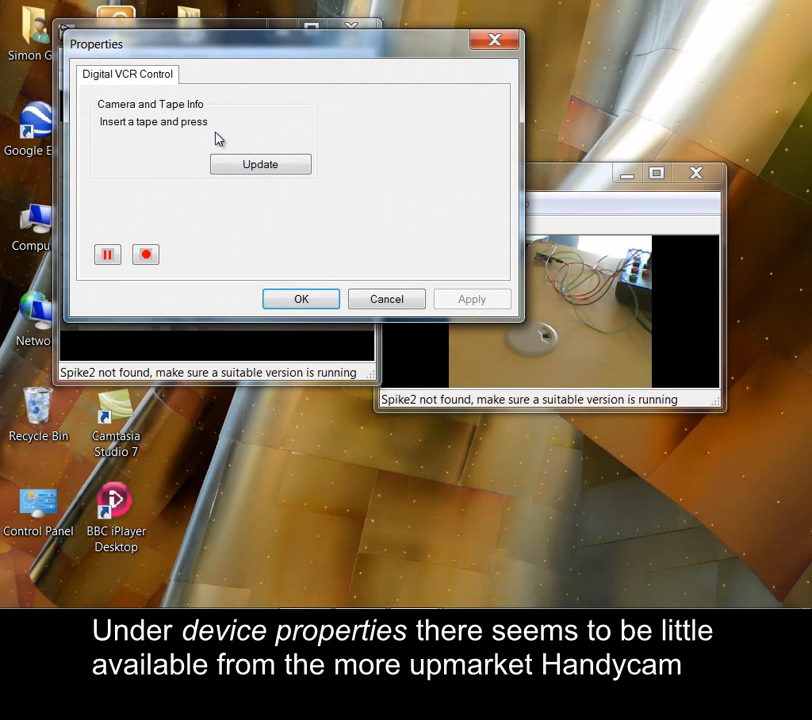 Properties
Digital VCR Control
Camera and Tape Info
Insert a tape and press
Update
OK
Cancel
Apply
Spike2 not found, make sure a suitable version is running
Spike2 not found, make sure a suitable version is running
Simon G
Google E
Compu
Netwo
Recycle Bin
Camtasia
Studio 7
Control Panel
BBC iPlayer
Desktop
Under device properties there seems to be little
available from the more upmarket Handycam